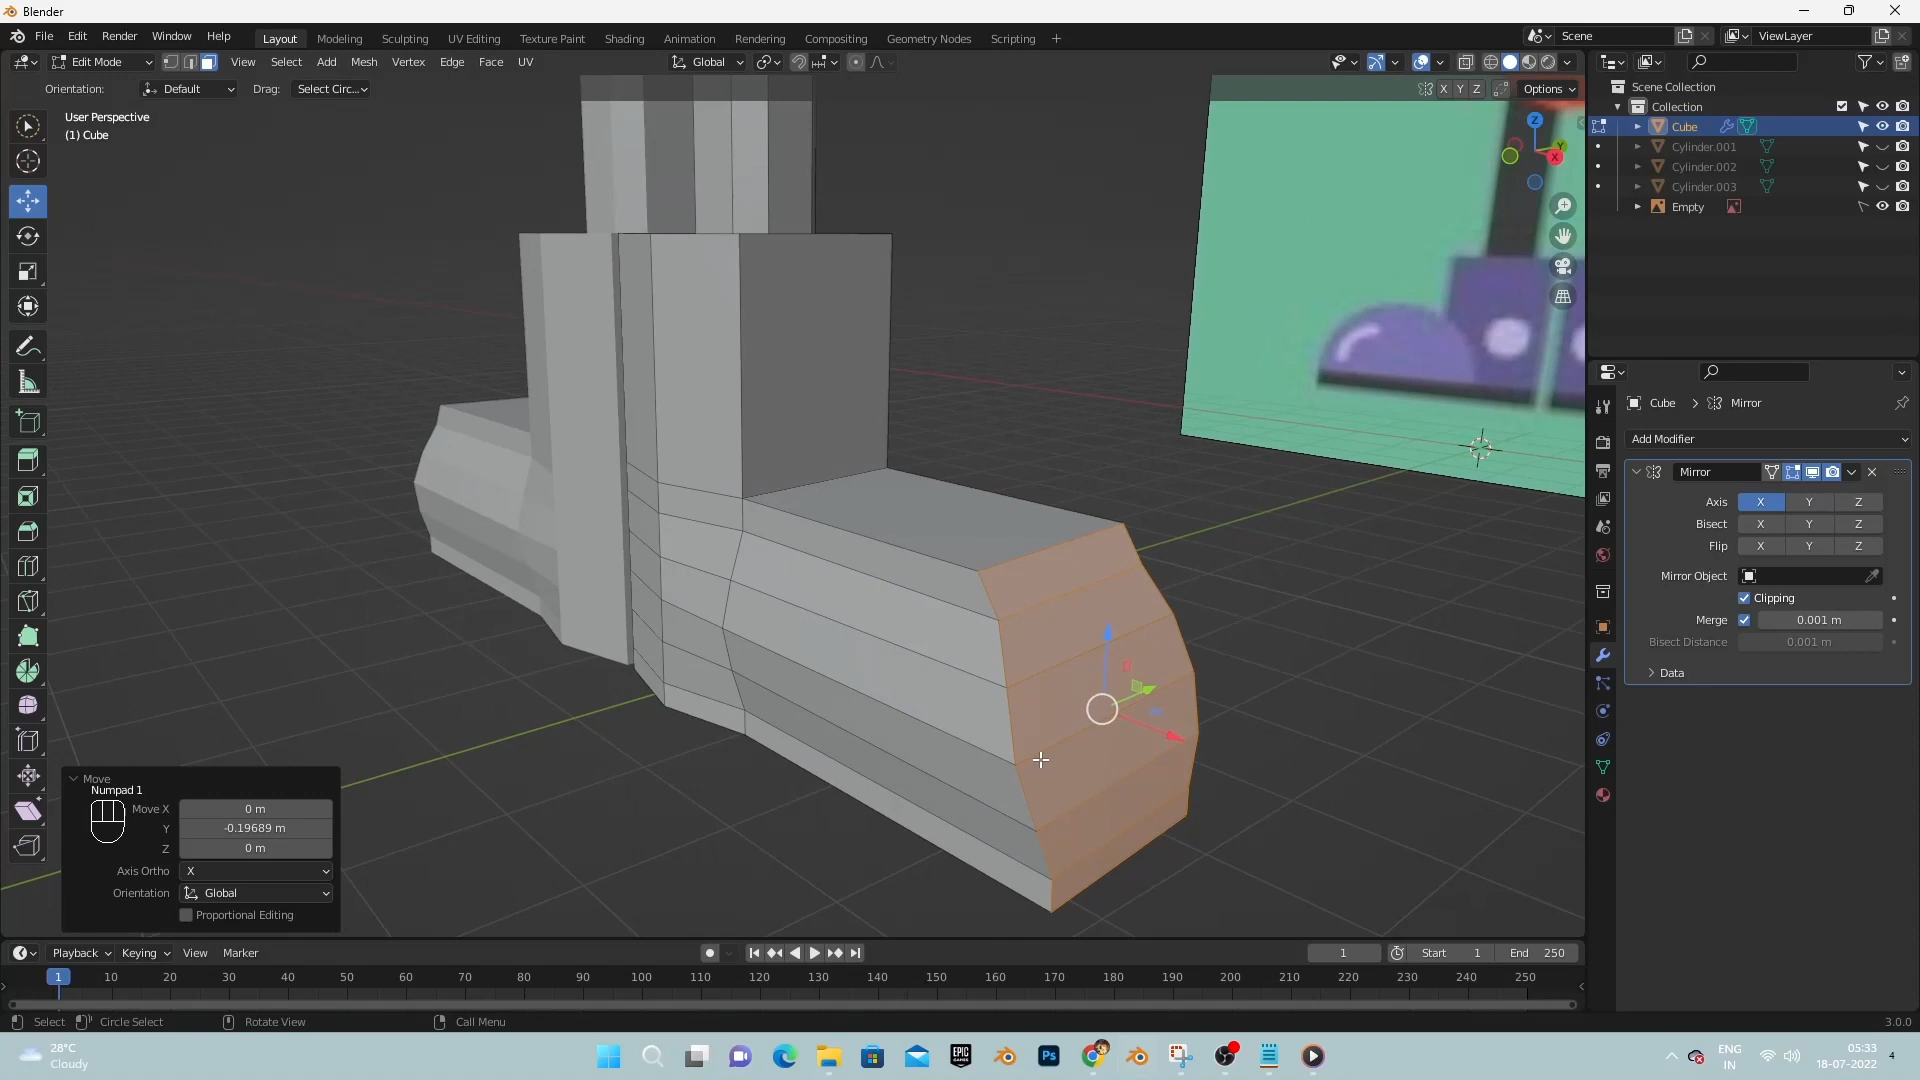 Blender
File Edit Render Window Help Layout Modeling Sculpting UV Editing Texture Paint Shading Animation Rendering Compositing Geometry Nodes Scripting + Scene ViewLayer
Edit Mode View Select Add Mesh Vertex Edge Face UV Global
Orientation: Default Drag: Select Circ... X Y Z Options
User Perspective
(1) Cube
Z
Y
X
Scene Collection
Collection
Cube
Cylinder.001
Cylinder.002
Cylinder.003
Empty
Cube > Mirror
Add Modifier
Mirror
Axis X Y Z
Bisect X Y Z
Flip X Y Z
Mirror Object
Clipping
Merge 0.001 m
Bisect Distance 0.001 m
Data
Move
Numpad 1
Move X 0 m
Y -0.19689 m
Z 0 m
Axis Ortho X
Orientation Global
Proportional Editing
Playback Keying View Marker 1 Start 1 End 250
1 10 20 30 40 50 60 70 80 90 100 110 120 130 140 150 160 170 180 190 200 210 220 230 240 250
Select Circle Select Rotate View Call Menu 3.0.0
28°C
Cloudy
EPIC GAMES
Ps
ENG
IN
05:33
18-07-2022
4